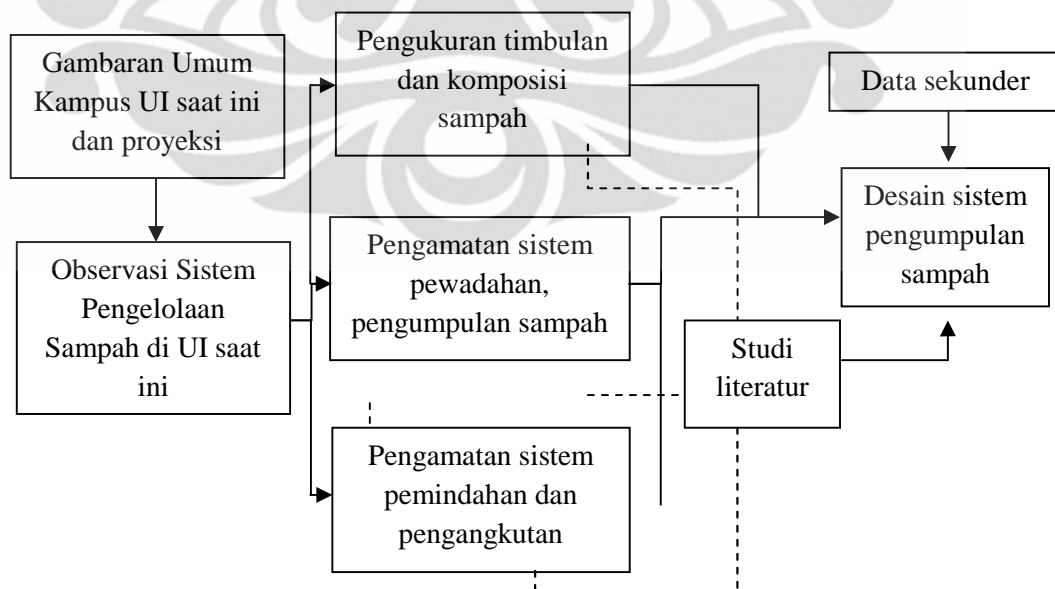 Gambaran Umum
Kampus UI saat ini
dan proyeksi
Observasi Sistem
Pengelolaan
Sampah di UI saat
ini
Pengukuran timbulan
dan komposisi
sampah
Pengamatan sistem
pewadahan,
pengumpulan sampah
Pengamatan sistem
pemindahan dan
pengangkutan
Studi
literatur
Data sekunder
Desain sistem
pengumpulan
sampah